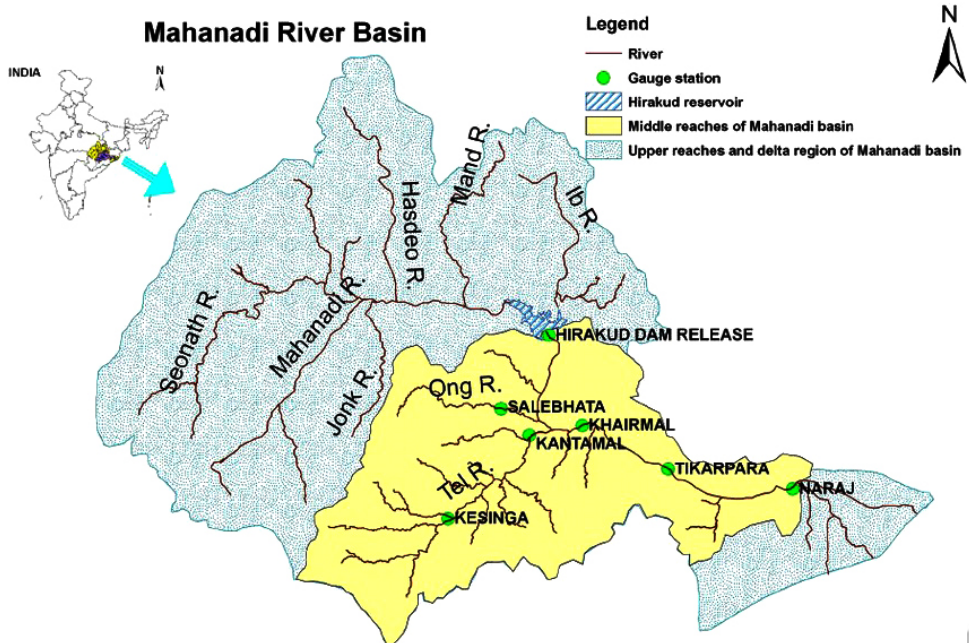 Mahanadi River Basin
N
Legend
River
Gauge station
Hirakud reservoir
Middle reaches of Mahanadi basin
Upper reaches and delta region of Mahanadi basin
INDIA
N
Hasdeo R.
Mand R.
Ib R.
Seonath R.
Mahanadi R.
Jonk R.
HIRAKUD DAM RELEASE
Ong R.
SALEBHATA
KHAIRMAL
KANTAMAL
TIKARPARA
Tel R.
NARAJ
KESINGA